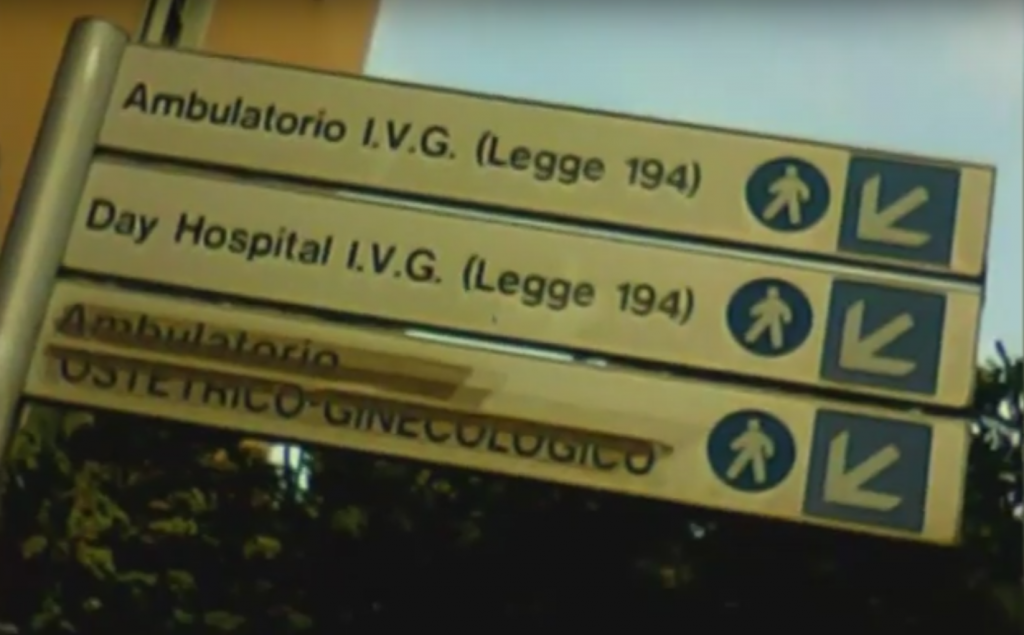 Ambulatorio I.V.G. (Legge 194)
Day Hospital I.V.G. (Legge 194)
Ambulatorio
OSTETRICO-GINECOLOGICO